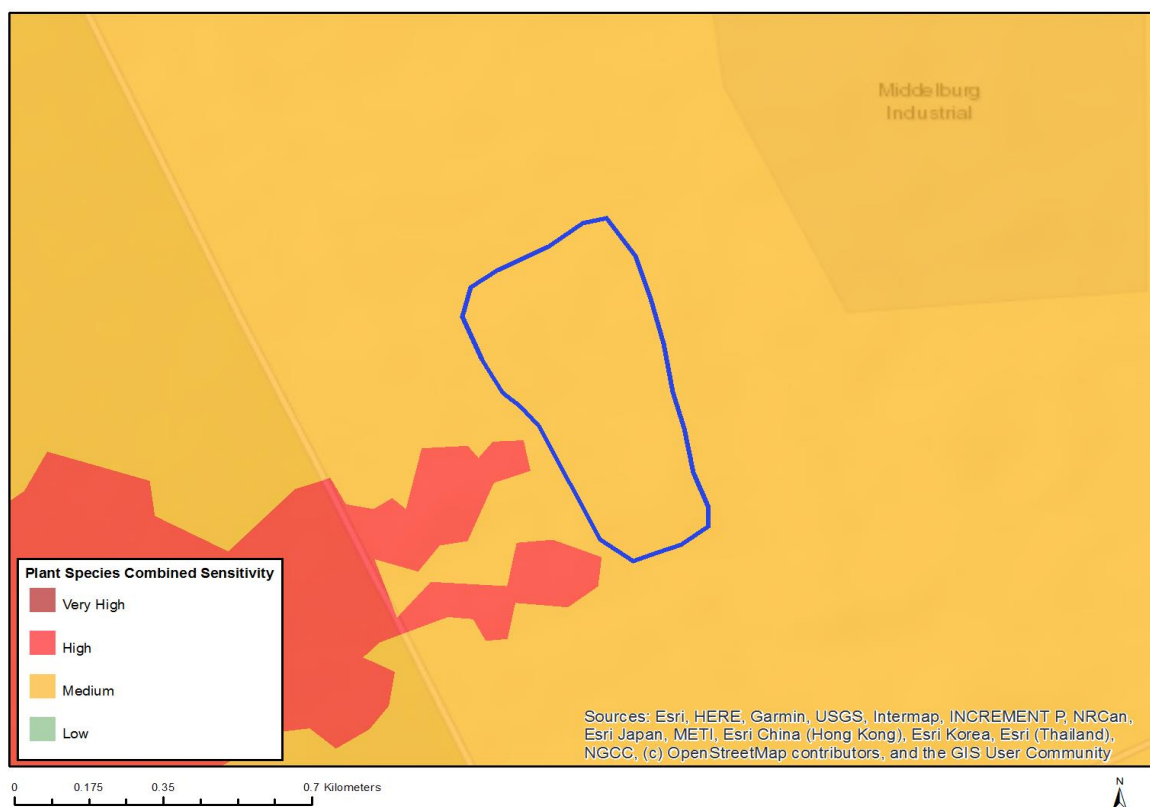 Middelburg
Industrial
Plant Species Combined Sensitivity
Very High
High
Medium
Low
Sources: Esri, HERE, Garmin, USGS, Intermap, INCREMENT P, NRCan,
Esri Japan, METI, Esri China (Hong Kong), Esri Korea, Esri (Thailand),
NGCC, (c) OpenStreetMap contributors, and the GIS User Community
0 0.175 0.35 0.7 Kilometers
N